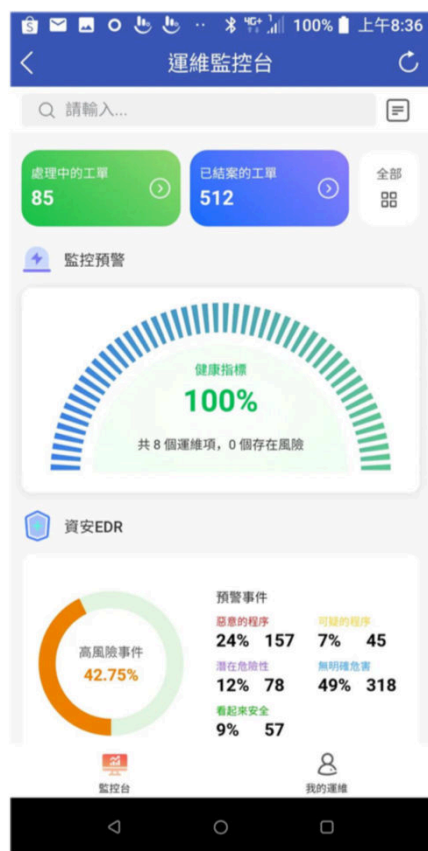 4G+ 100% 上午8:36
運維監控台
請輸入...
處理中的工單
85
已結案的工單
512
全部
監控預警
健康指標
100%
共 8 個運維項，0 個存在風險
資安EDR
高風險事件
42.75%
預警事件
惡意的程序 可疑的程序
24% 157 7% 45
潛在危險性 無明確危害
12% 78 49% 318
看起來安全
9% 57
監控台 我的運維